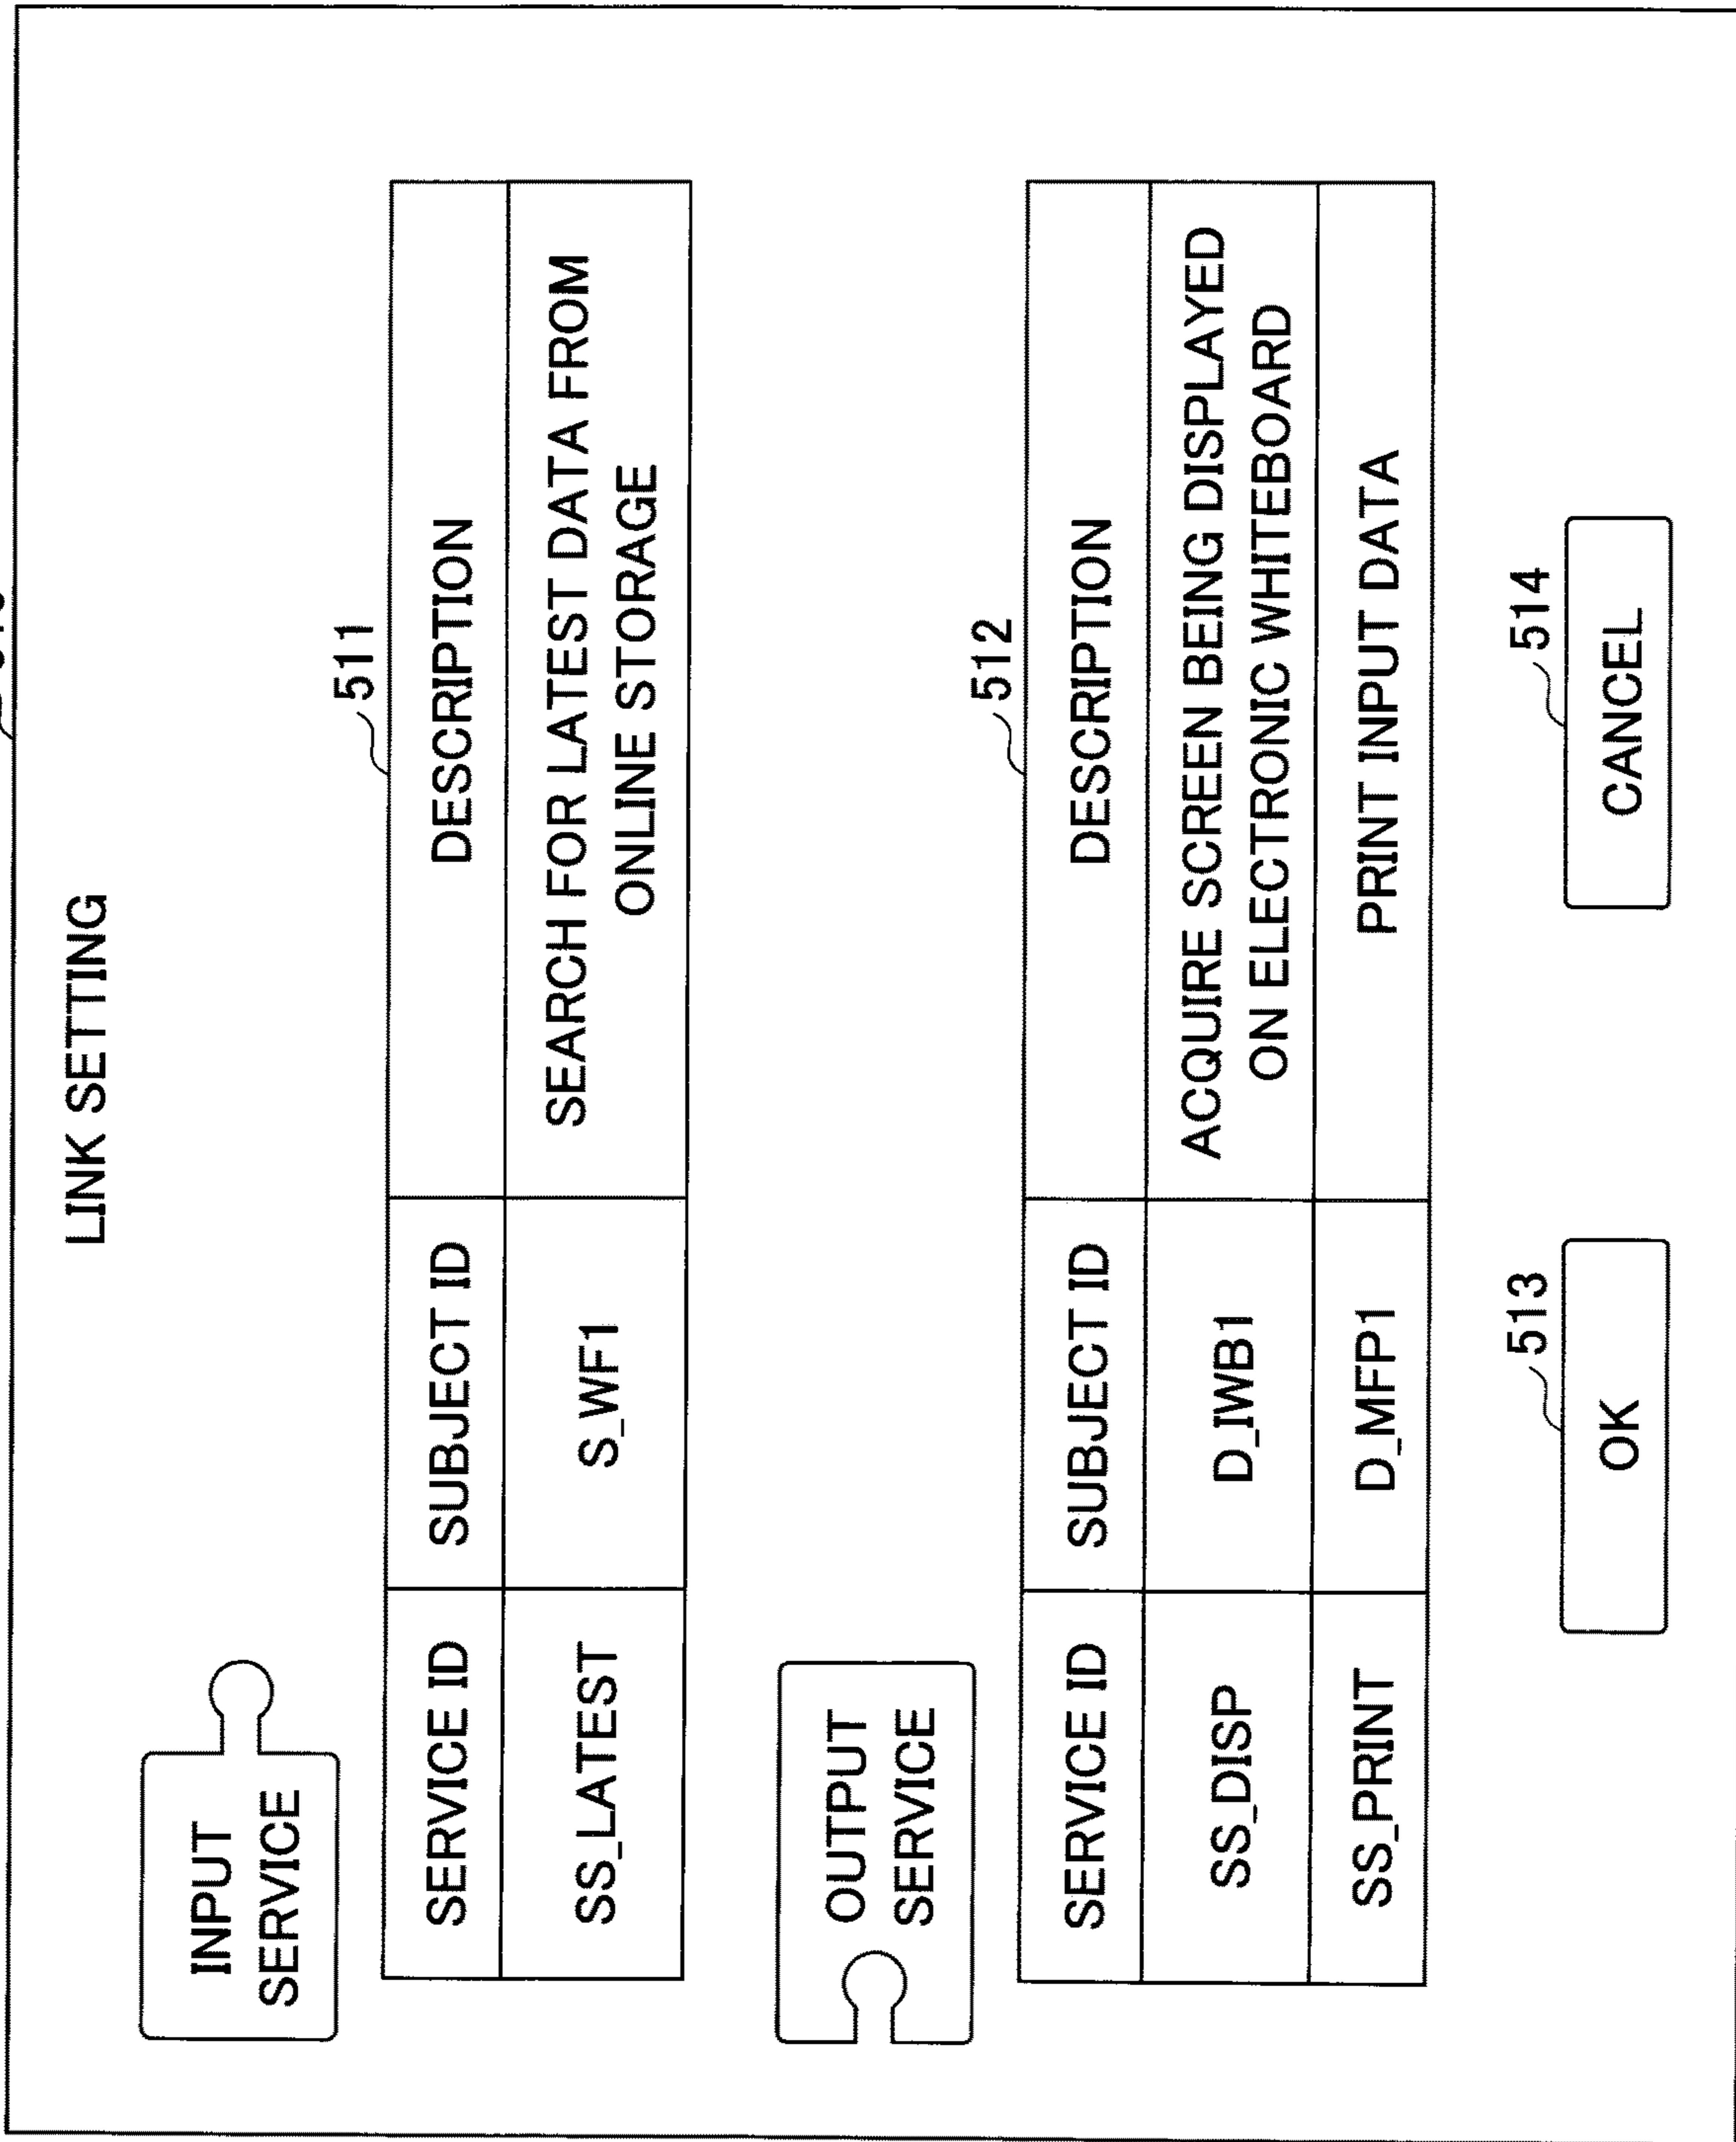 LINK SETTING
INPUT
SERVICE
511
SERVICE ID SUBJECT ID DESCRIPTION
SS_LATEST S_WF1 SEARCH FOR LATEST DATA FROM
ONLINE STORAGE
OUTPUT
SERVICE
512
SERVICE ID SUBJECT ID DESCRIPTION
SS_DISP D_IWB1 ACQUIRE SCREEN BEING DISPLAYED
ON ELECTRONIC WHITEBOARD
SS_PRINT D_MFP1 PRINT INPUT DATA
513
OK
514
CANCEL